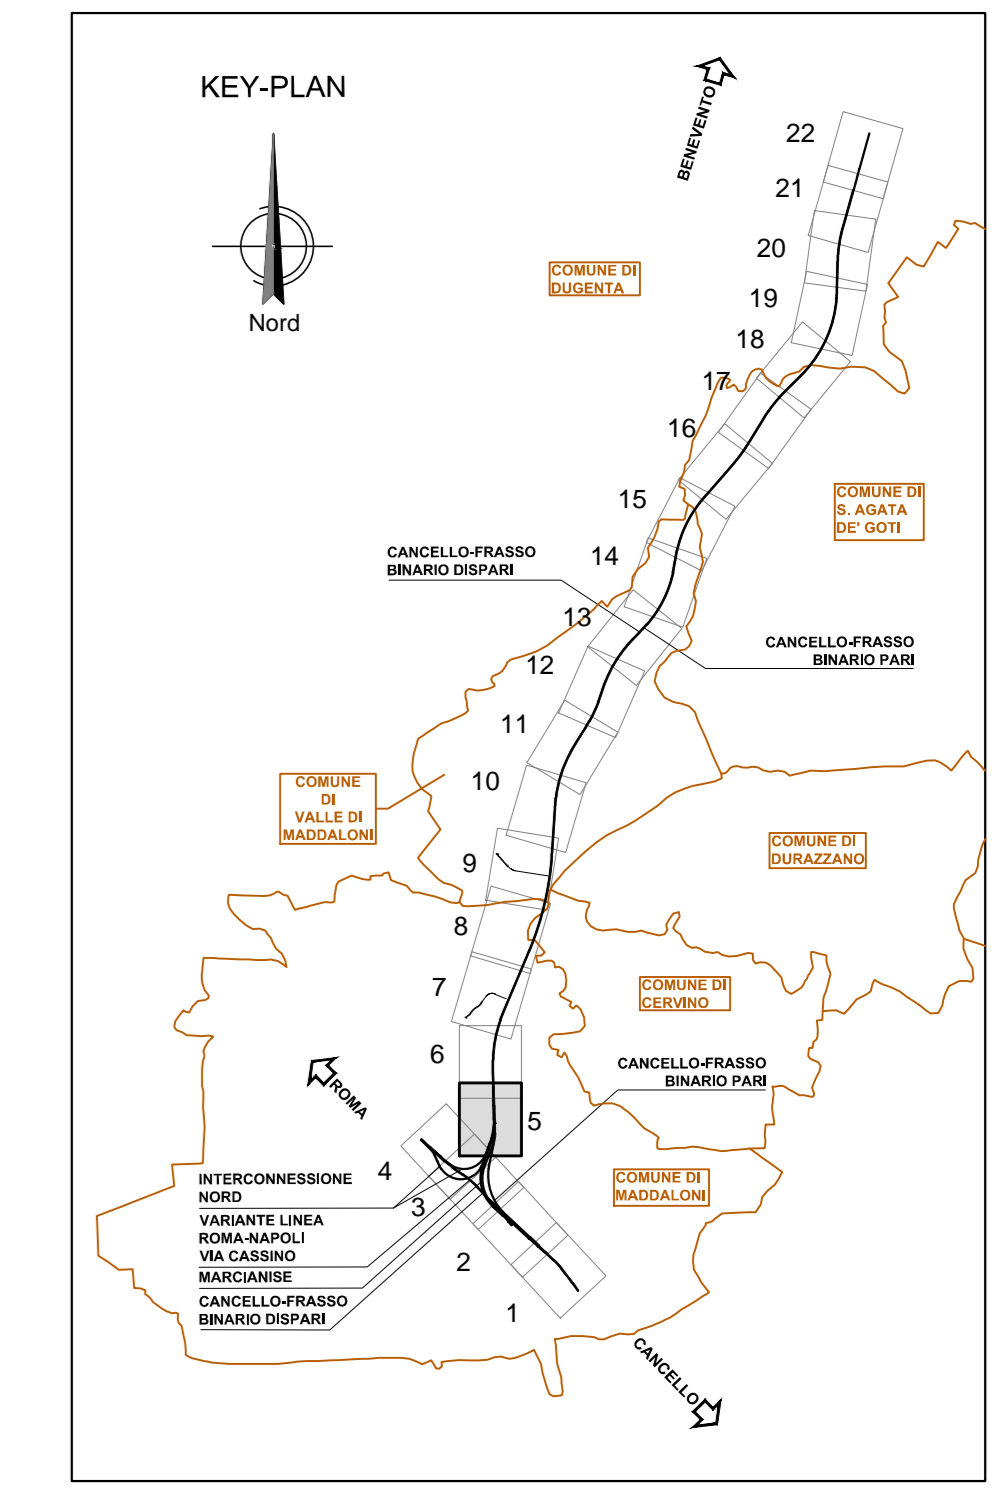 KEY-PLAN
Nord
BENEVENTO
22
21
20
19
18
17
16
15
14
13
12
11
10
9
8
7
6
5
4
3
2
1
COMUNE DI
DUGENTA
COMUNE DI
S. AGATA
DE' GOTI
CANCELLO-FRASSO
BINARIO DISPARI
CANCELLO-FRASSO
BINARIO PARI
COMUNE
DI
VALLE DI
MADDALONI
COMUNE DI
DURAZZANO
COMUNE DI
CERVINO
ROMA
CANCELLO-FRASSO
BINARIO PARI
COMUNE DI
MADDALONI
INTERCONNESSIONE
NORD
VARIANTE LINEA
ROMA-NAPOLI
VIA CASSINO
MARCIANISE
CANCELLO-FRASSO
BINARIO DISPARI
CANCELLO